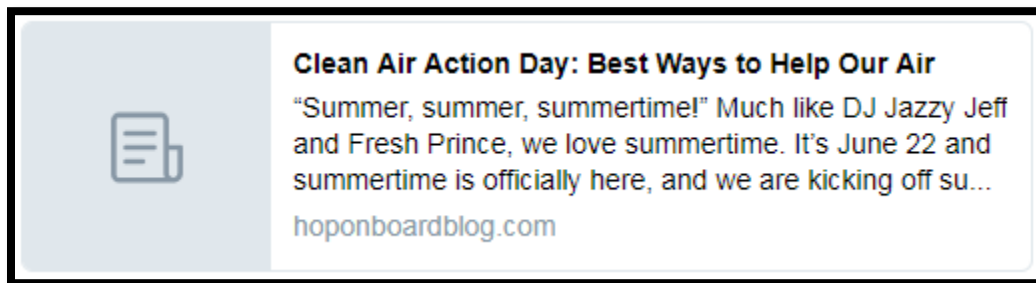 Clean Air Action Day: Best Ways to Help Our Air
“Summer, summer, summertime!” Much like DJ Jazzy Jeff
and Fresh Prince, we love summertime. It’s June 22 and
summertime is officially here, and we are kicking off su...
hoponboardblog.com